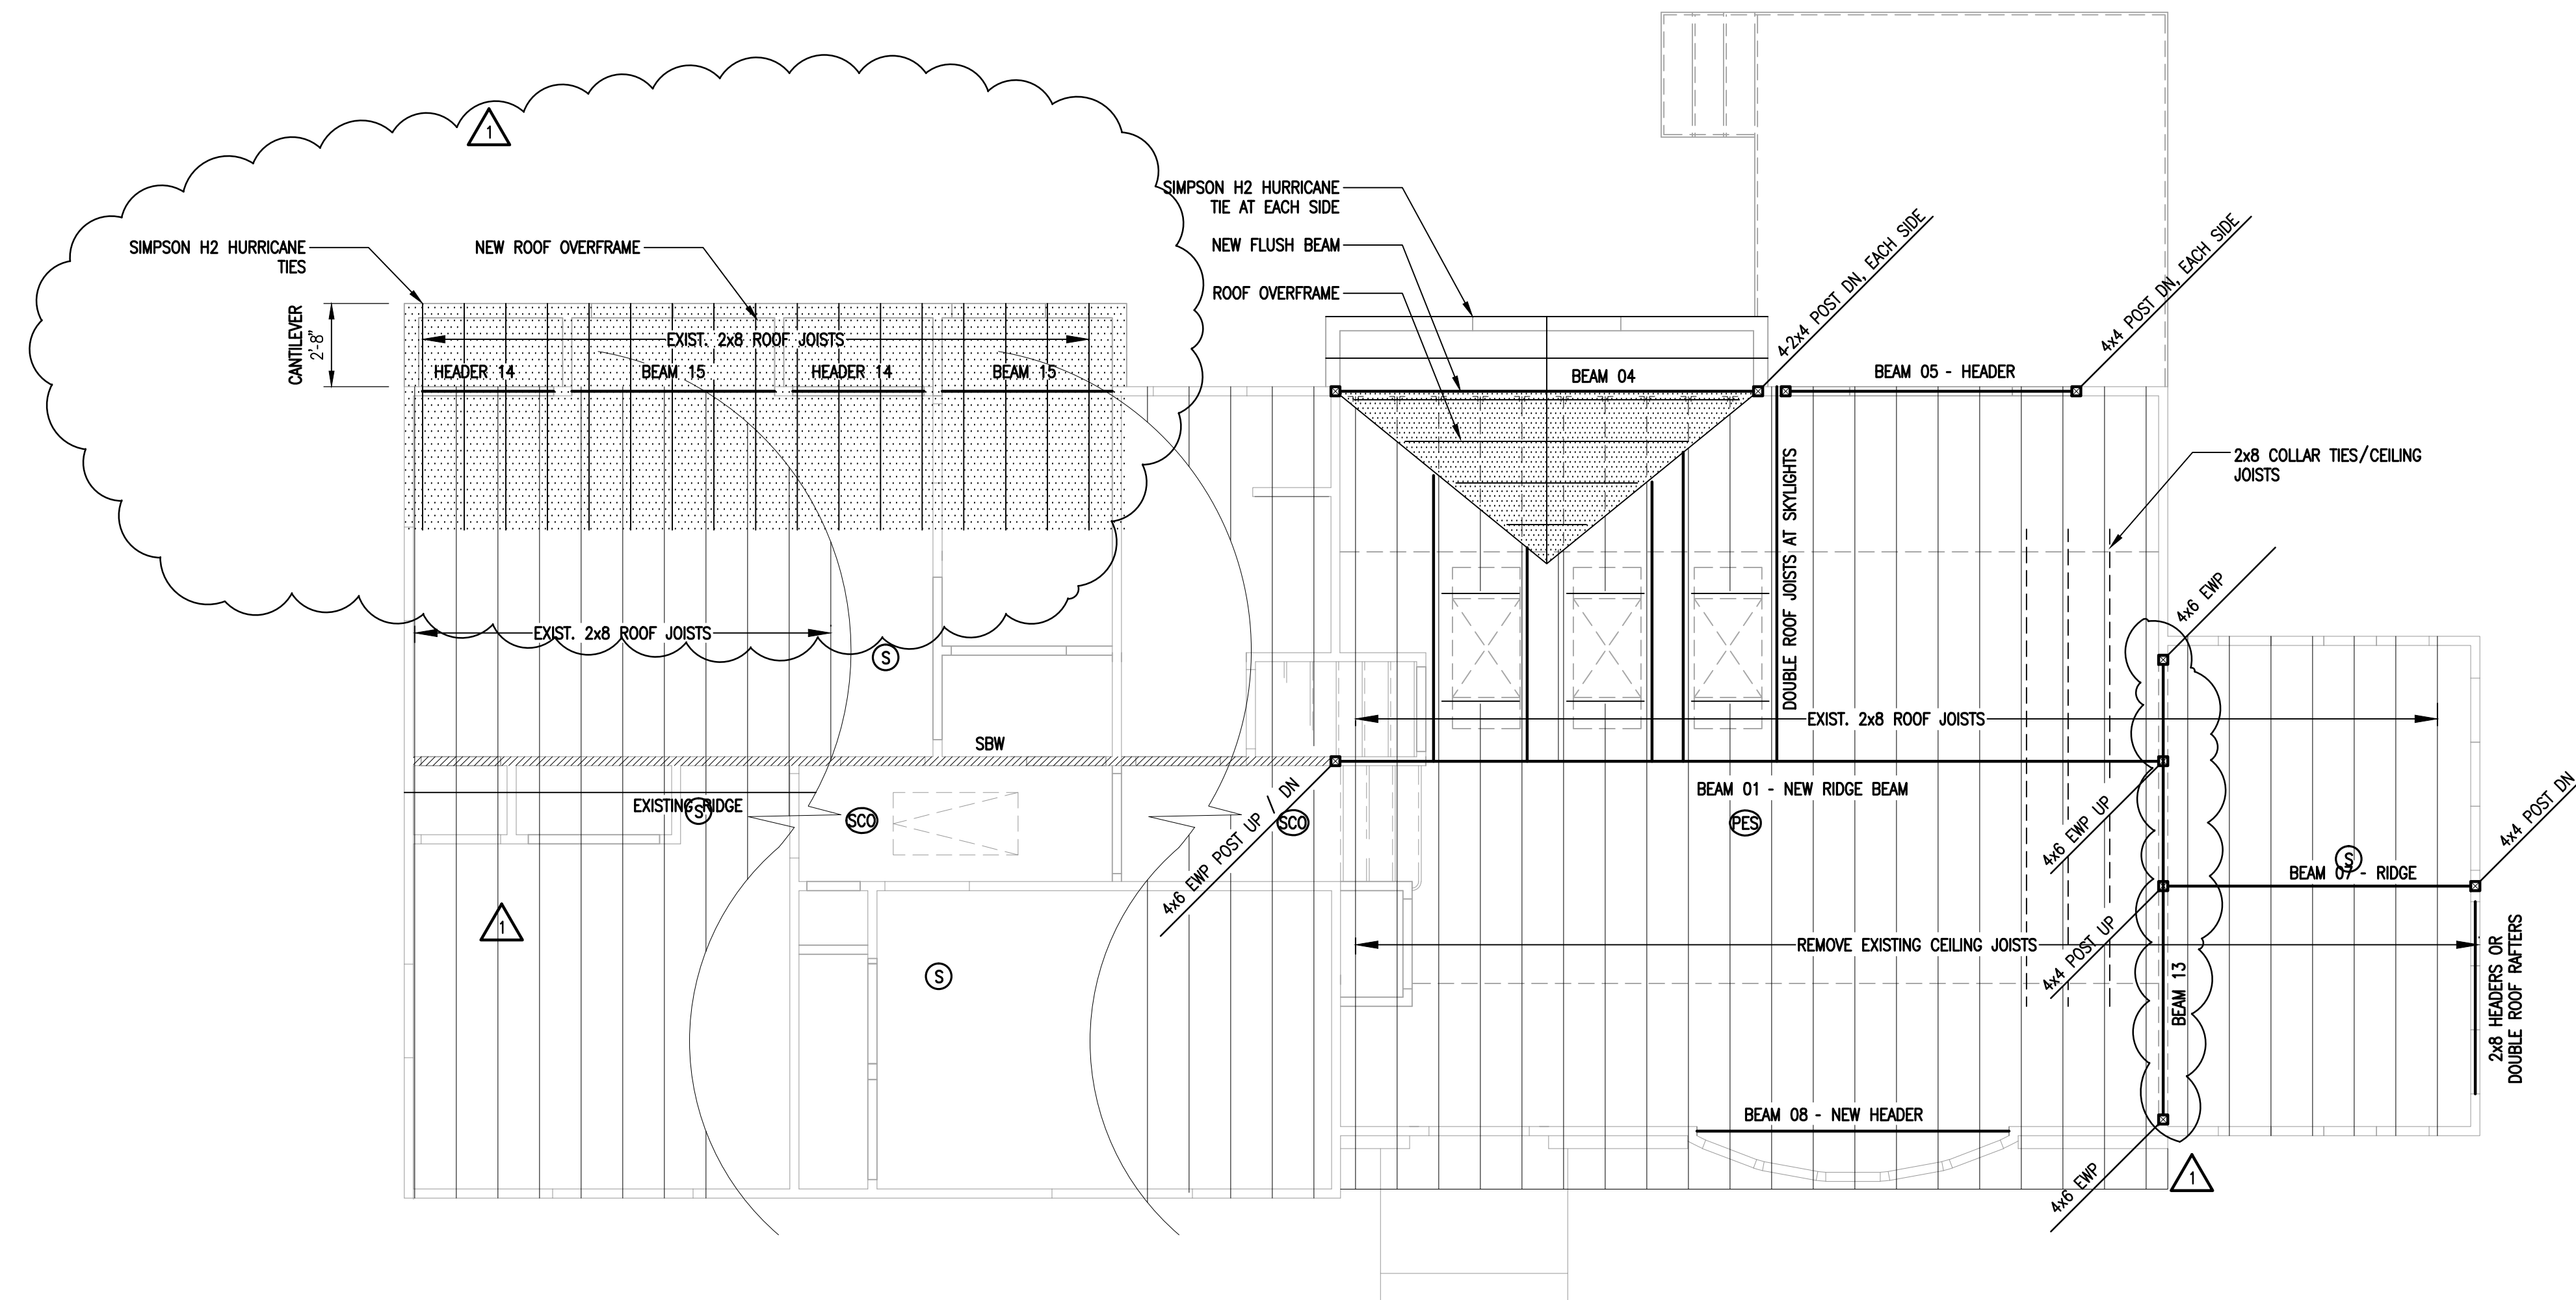 1
SIMPSON H2 HURRICANE
TIE AT EACH SIDE
SIMPSON H2 HURRICANE
TIES
NEW ROOF OVERFRAME
NEW FLUSH BEAM
ROOF OVERFRAME
4-2x4 POST DN, EACH SIDE
4x4 POST DN, EACH SIDE
CANTILEVER
2'-8"
EXIST. 2x8 ROOF JOISTS
HEADER 14
BEAM 15
HEADER 14
BEAM 15
BEAM 04
BEAM 05 - HEADER
2x8 COLLAR TIES/CEILING
JOISTS
DOUBLE ROOF JOISTS AT SKYLIGHTS
4x6 EWP
EXIST. 2x8 ROOF JOISTS
S
EXIST. 2x8 ROOF JOISTS
SBW
BEAM 01 - NEW RIDGE BEAM
EXISTING RIDGE
S
SCO
SCO
PES
4x6 EWP POST UP / DN
4x6 EWP UP
4x4 POST DN
S
BEAM 07 - RIDGE
1
S
REMOVE EXISTING CEILING JOISTS
4x4 POST UP
BEAM 13
2x8 HEADERS OR
DOUBLE ROOF RAFTERS
BEAM 08 - NEW HEADER
4x6 EWP
1